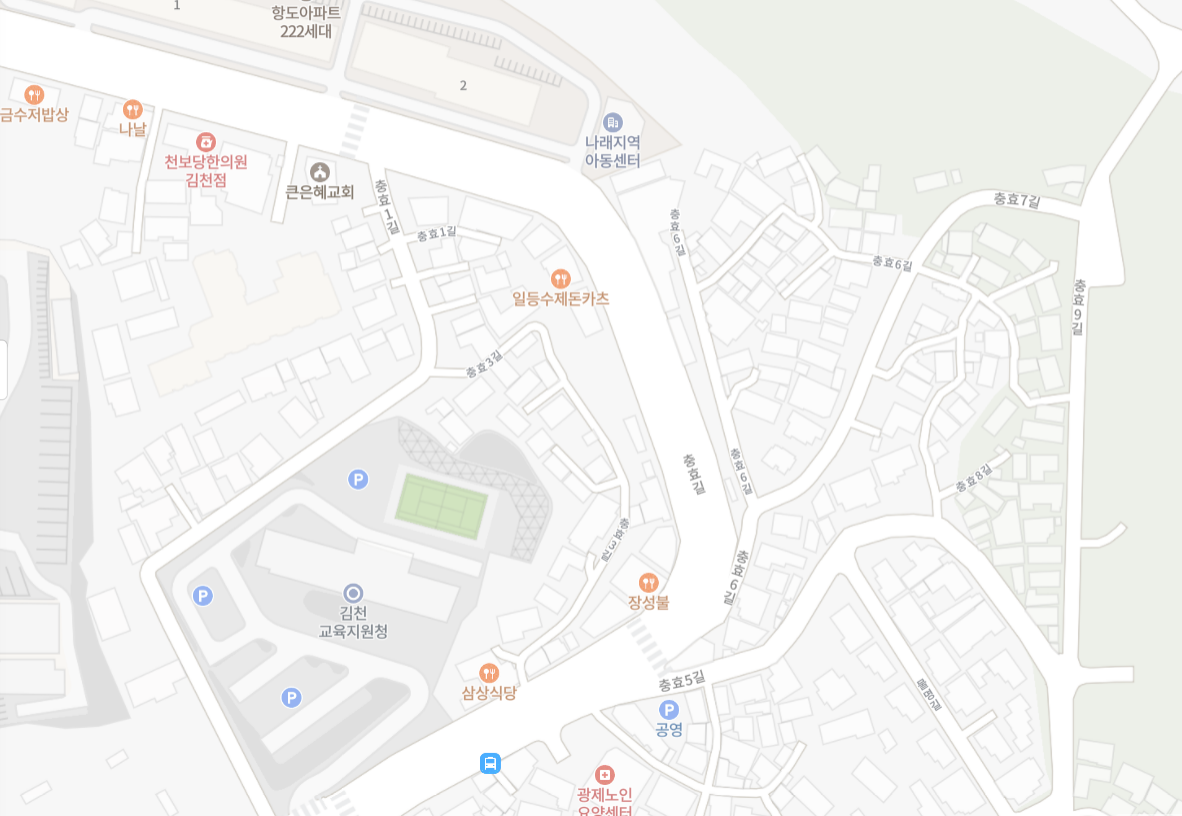 1
항도아파트
222세대
2
금수저밥상
나날
나래지역
아동센터
천보당한의원
김천점
큰은혜교회
충효1길
충효1길
충효6길
충효7길
충효6길
일등수제돈카츠
충효9길
충효3길
충효길
충효6길
P
충효8길
충효3길
충효6길
P
김천
교육지원청
장성불
삼상식당
충효5길
P
P
공영
광제노인
요양센터